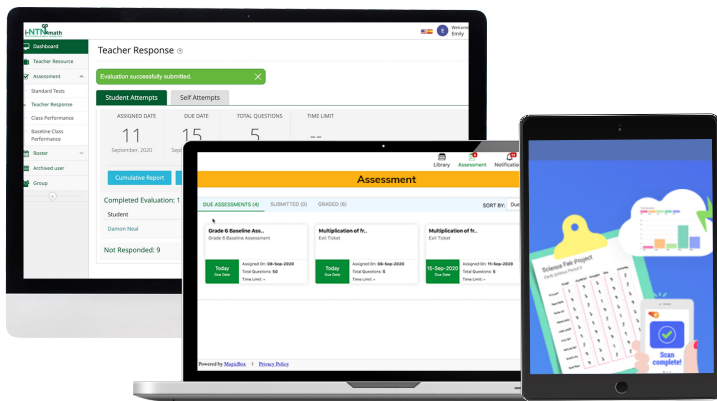 i-NTNmath
Welcome
Emily
E
Dashboard
Teacher Resource
Assessment
Standard Tests
Teacher Response
Class Performance
Baseline Class
Performance
Roster
Archived user
Group
Teacher Response
Evaluation successfully submitted.
Student Attempts
Self Attempts
ASSIGNED DATE
DUE DATE
TOTAL QUESTIONS
TIME LIMIT
11
15
5
--
September, 2020
Sept
Cumulative Report
Completed Evaluation: 1
Student
Damon Neal
Not Responded: 9
Library
Assessment
Notification
Assessment
DUE ASSESSMENTS (4)
SUBMITTED (0)
GRADED (6)
SORT BY:
Due
Grade 6 Baseline Ass..
Grade 6 Baseline Assessment
Today
Due Date
Assigned On: 08-Sep-2020
Total Questions: 50
Time Limit: --
Multiplication of fr..
Exit Ticket
Today
Due Date
Assigned On: 08-Sep-2020
Total Questions: 5
Time Limit: --
Multiplication of fr..
Exit Ticket
15-Sep-2020
Due Date
Assigned On: 11-Sep-2020
Total Questions: 5
Time Limit: --
Powered by MagicBox | Privacy Policy
Science Fair Project
Scan
complete!